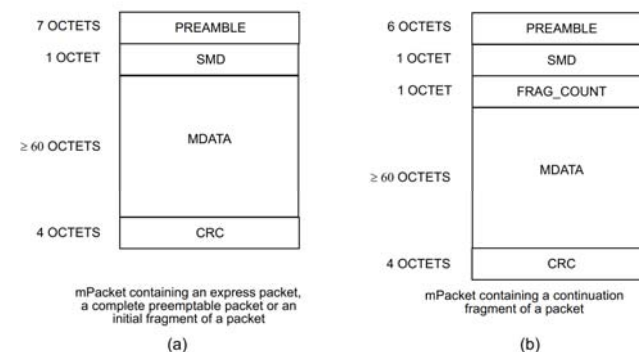 7 OCTETS PREAMBLE
1 OCTET SMD
≥ 60 OCTETS MDATA
4 OCTETS CRC
mPacket containing an express packet,
a complete preemptable packet or an
initial fragment of a packet
(a)
6 OCTETS PREAMBLE
1 OCTET SMD
1 OCTET FRAG_COUNT
≥ 60 OCTETS MDATA
4 OCTETS CRC
mPacket containing a continuation
fragment of a packet
(b)